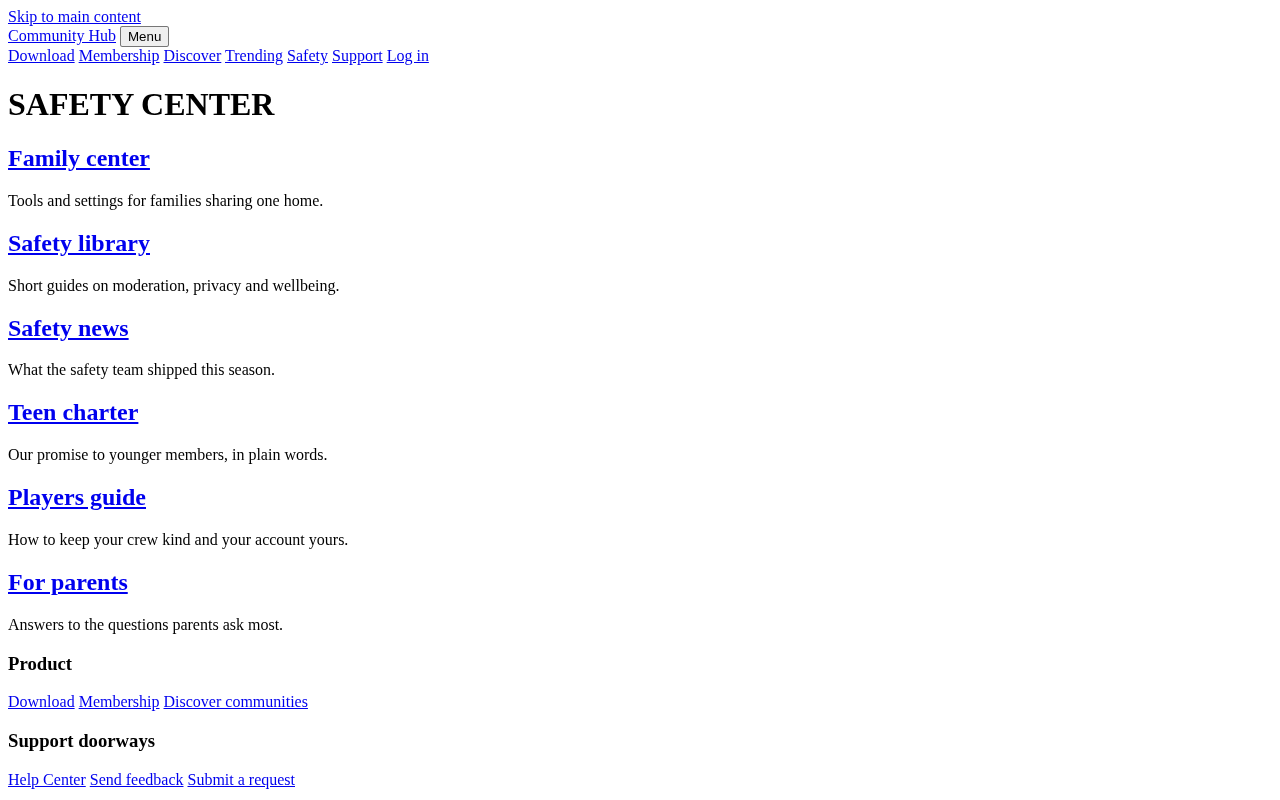 Skip to main content
Community Hub Menu
Download Membership Discover Trending Safety Support Log in
SAFETY CENTER
Family center
Tools and settings for families sharing one home.
Safety library
Short guides on moderation, privacy and wellbeing.
Safety news
What the safety team shipped this season.
Teen charter
Our promise to younger members, in plain words.
Players guide
How to keep your crew kind and your account yours.
For parents
Answers to the questions parents ask most.
Product
Download Membership Discover communities
Support doorways
Help Center Send feedback Submit a request